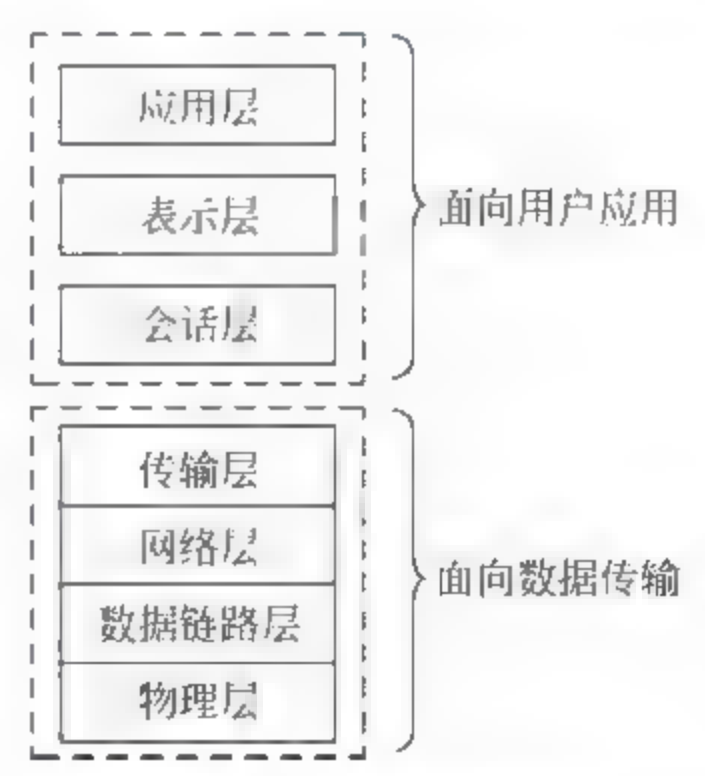 应用层
表示层
会话层
面向用户应用
传输层
网络层
数据链路层
物理层
面向数据传输